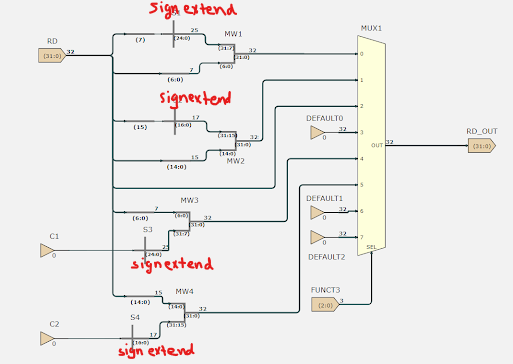 sign extend
25
(24:0)
(7)
MW1
(31:7)
32
(31:0)
7
(6:0)
(6:0)
RD
32
(31:0)
MUX1
0
1
2
3
4
5
6
7
OUT
32
SEL
RD_OUT
(31:0)
sign extend
17
(16:0)
(15)
(31:15)
32
(31:0)
15
(14:0)
(14:0)
MW2
DEFAULT0
32
0
MW3
7
(6:0)
(6:0)
32
(31:0)
(31:7)
DEFAULT1
32
0
32
0
DEFAULT2
C1
0
S3
25
(24:0)
sign extend
FUNCT3
(2:0)
3
MW4
15
(14:0)
(14:0)
32
(31:0)
(31:15)
C2
0
S4
17
(16:0)
sign extend